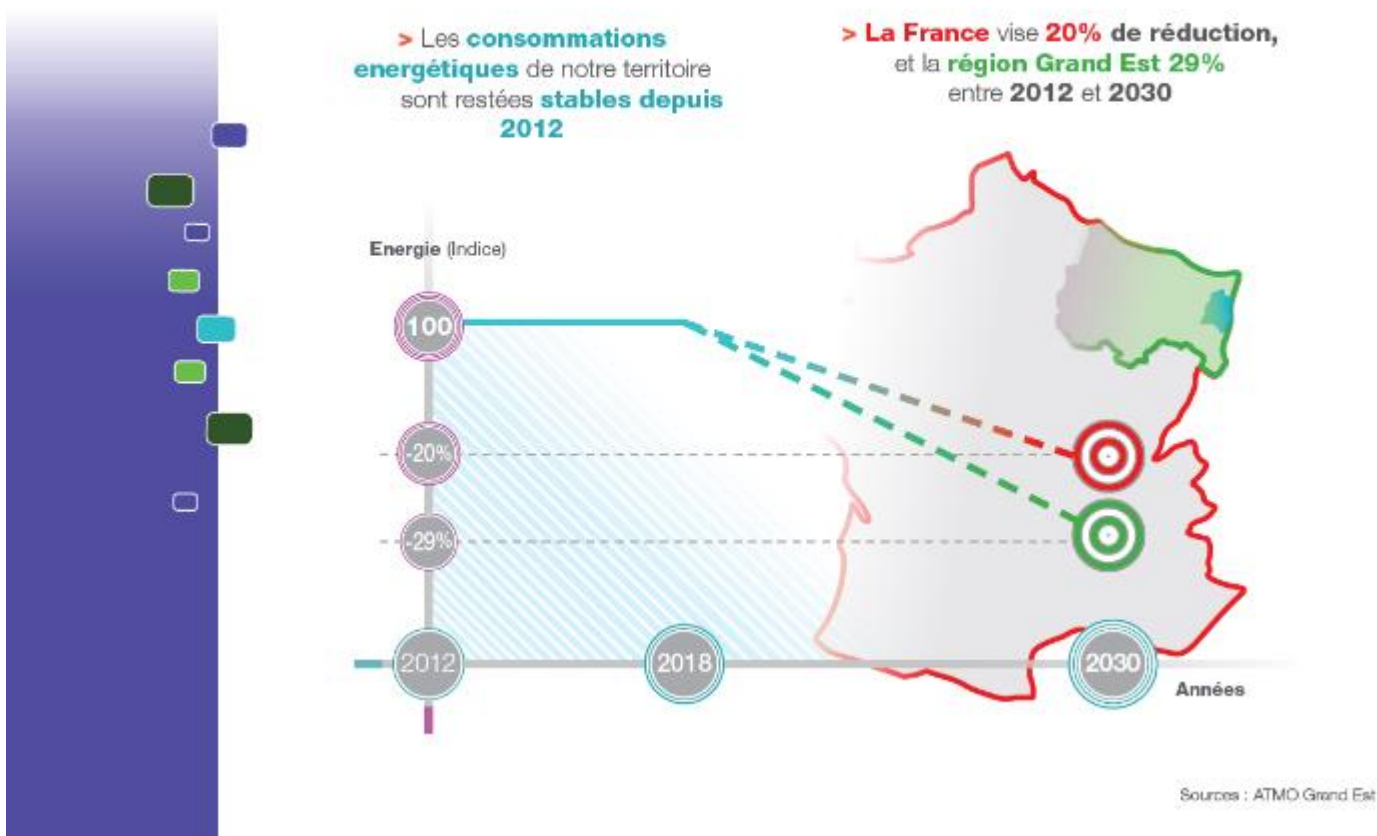 > Les consommations
energétiques de notre territoire
sont restées stables depuis
2012
> La France vise 20% de réduction,
et la région Grand Est 29%
entre 2012 et 2030
Energie (Indice)
100
-20%
-29%
2012
2018
2030
Années
Sources : ATMO Grand Est